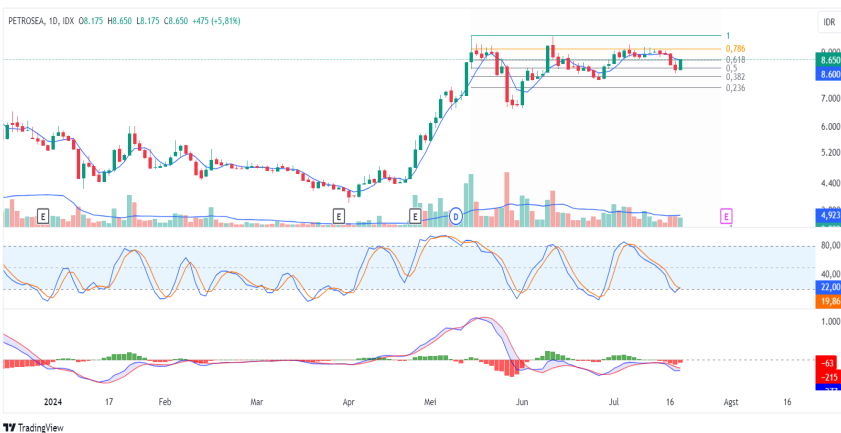 PETROSEA, 1D, IDX O8.175 H8.650 L8.175 C8.650 +475 (+5,81%)
IDR
1
0,786
0,618
0,5
0,382
0,236
8.650
8.600
7.000
6.000
5.200
4.400
4,923
E
E
E
D
E
80,00
40,00
22,00
19,86
1.000
-63
-215
2024
17
Feb
Mar
Apr
Mei
Jun
Jul
16
Agst
16
TradingView